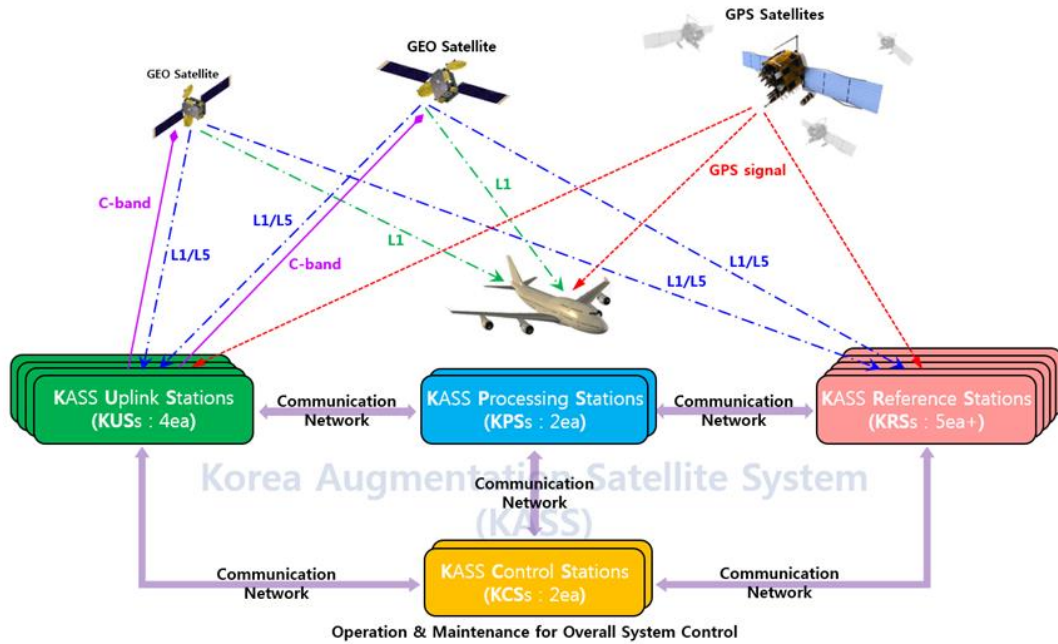 GPS Satellites
GEO Satellite
GEO Satellite
GPS signal
L1
C-band
L1/L5
L1/L5
L1
C-band
L1/L5
L1/L5
KASS Uplink Stations
(KUSs : 4ea)
Communication
Network
KASS Processing Stations
(KPSs : 2ea)
Communication
Network
KASS Reference Stations
(KRSs : 5ea+)
Korea Augmentation Satellite System
(KASS)
Communication
Network
Communication
Network
KASS Control Stations
(KCSs : 2ea)
Communication
Network
Operation & Maintenance for Overall System Control